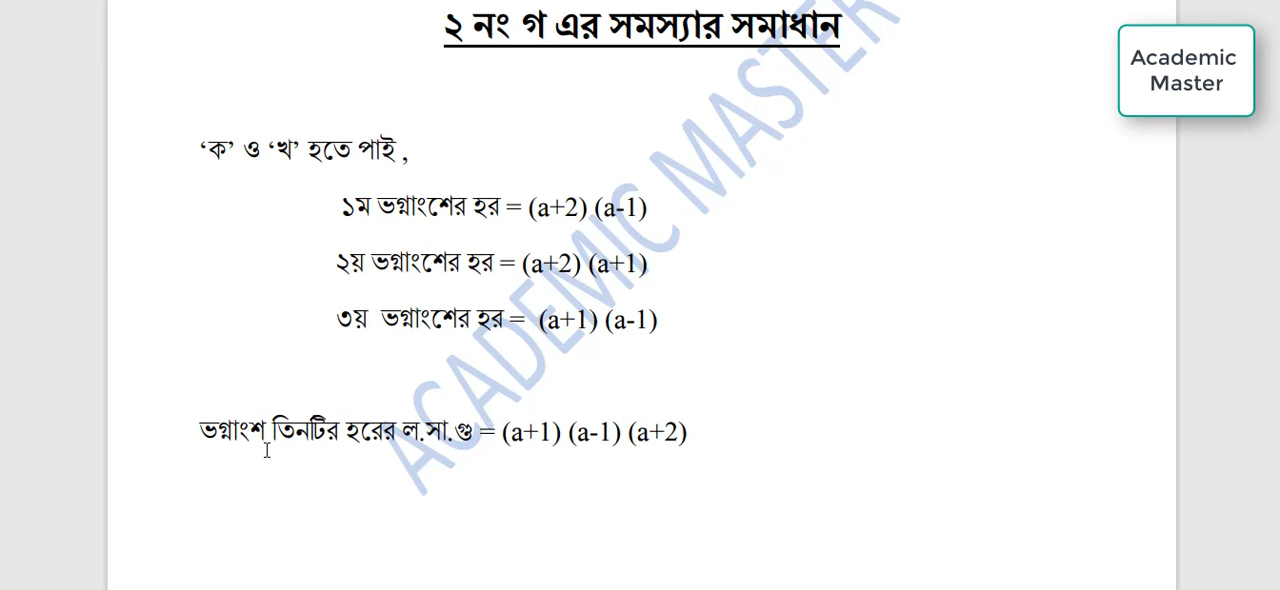 ২ নং গ এর সমস্যার সমাধান
Academic
Master
‘ক’ ও ‘খ’ হতে পাই ,
১ম ভগ্নাংশের হর = (a+2) (a-1)
২য় ভগ্নাংশের হর = (a+2) (a+1)
৩য় ভগ্নাংশের হর = (a+1) (a-1)
ভগ্নাংশ তিনটির হরের ল.সা.গু = (a+1) (a-1) (a+2)
ACADEMIC MASTER